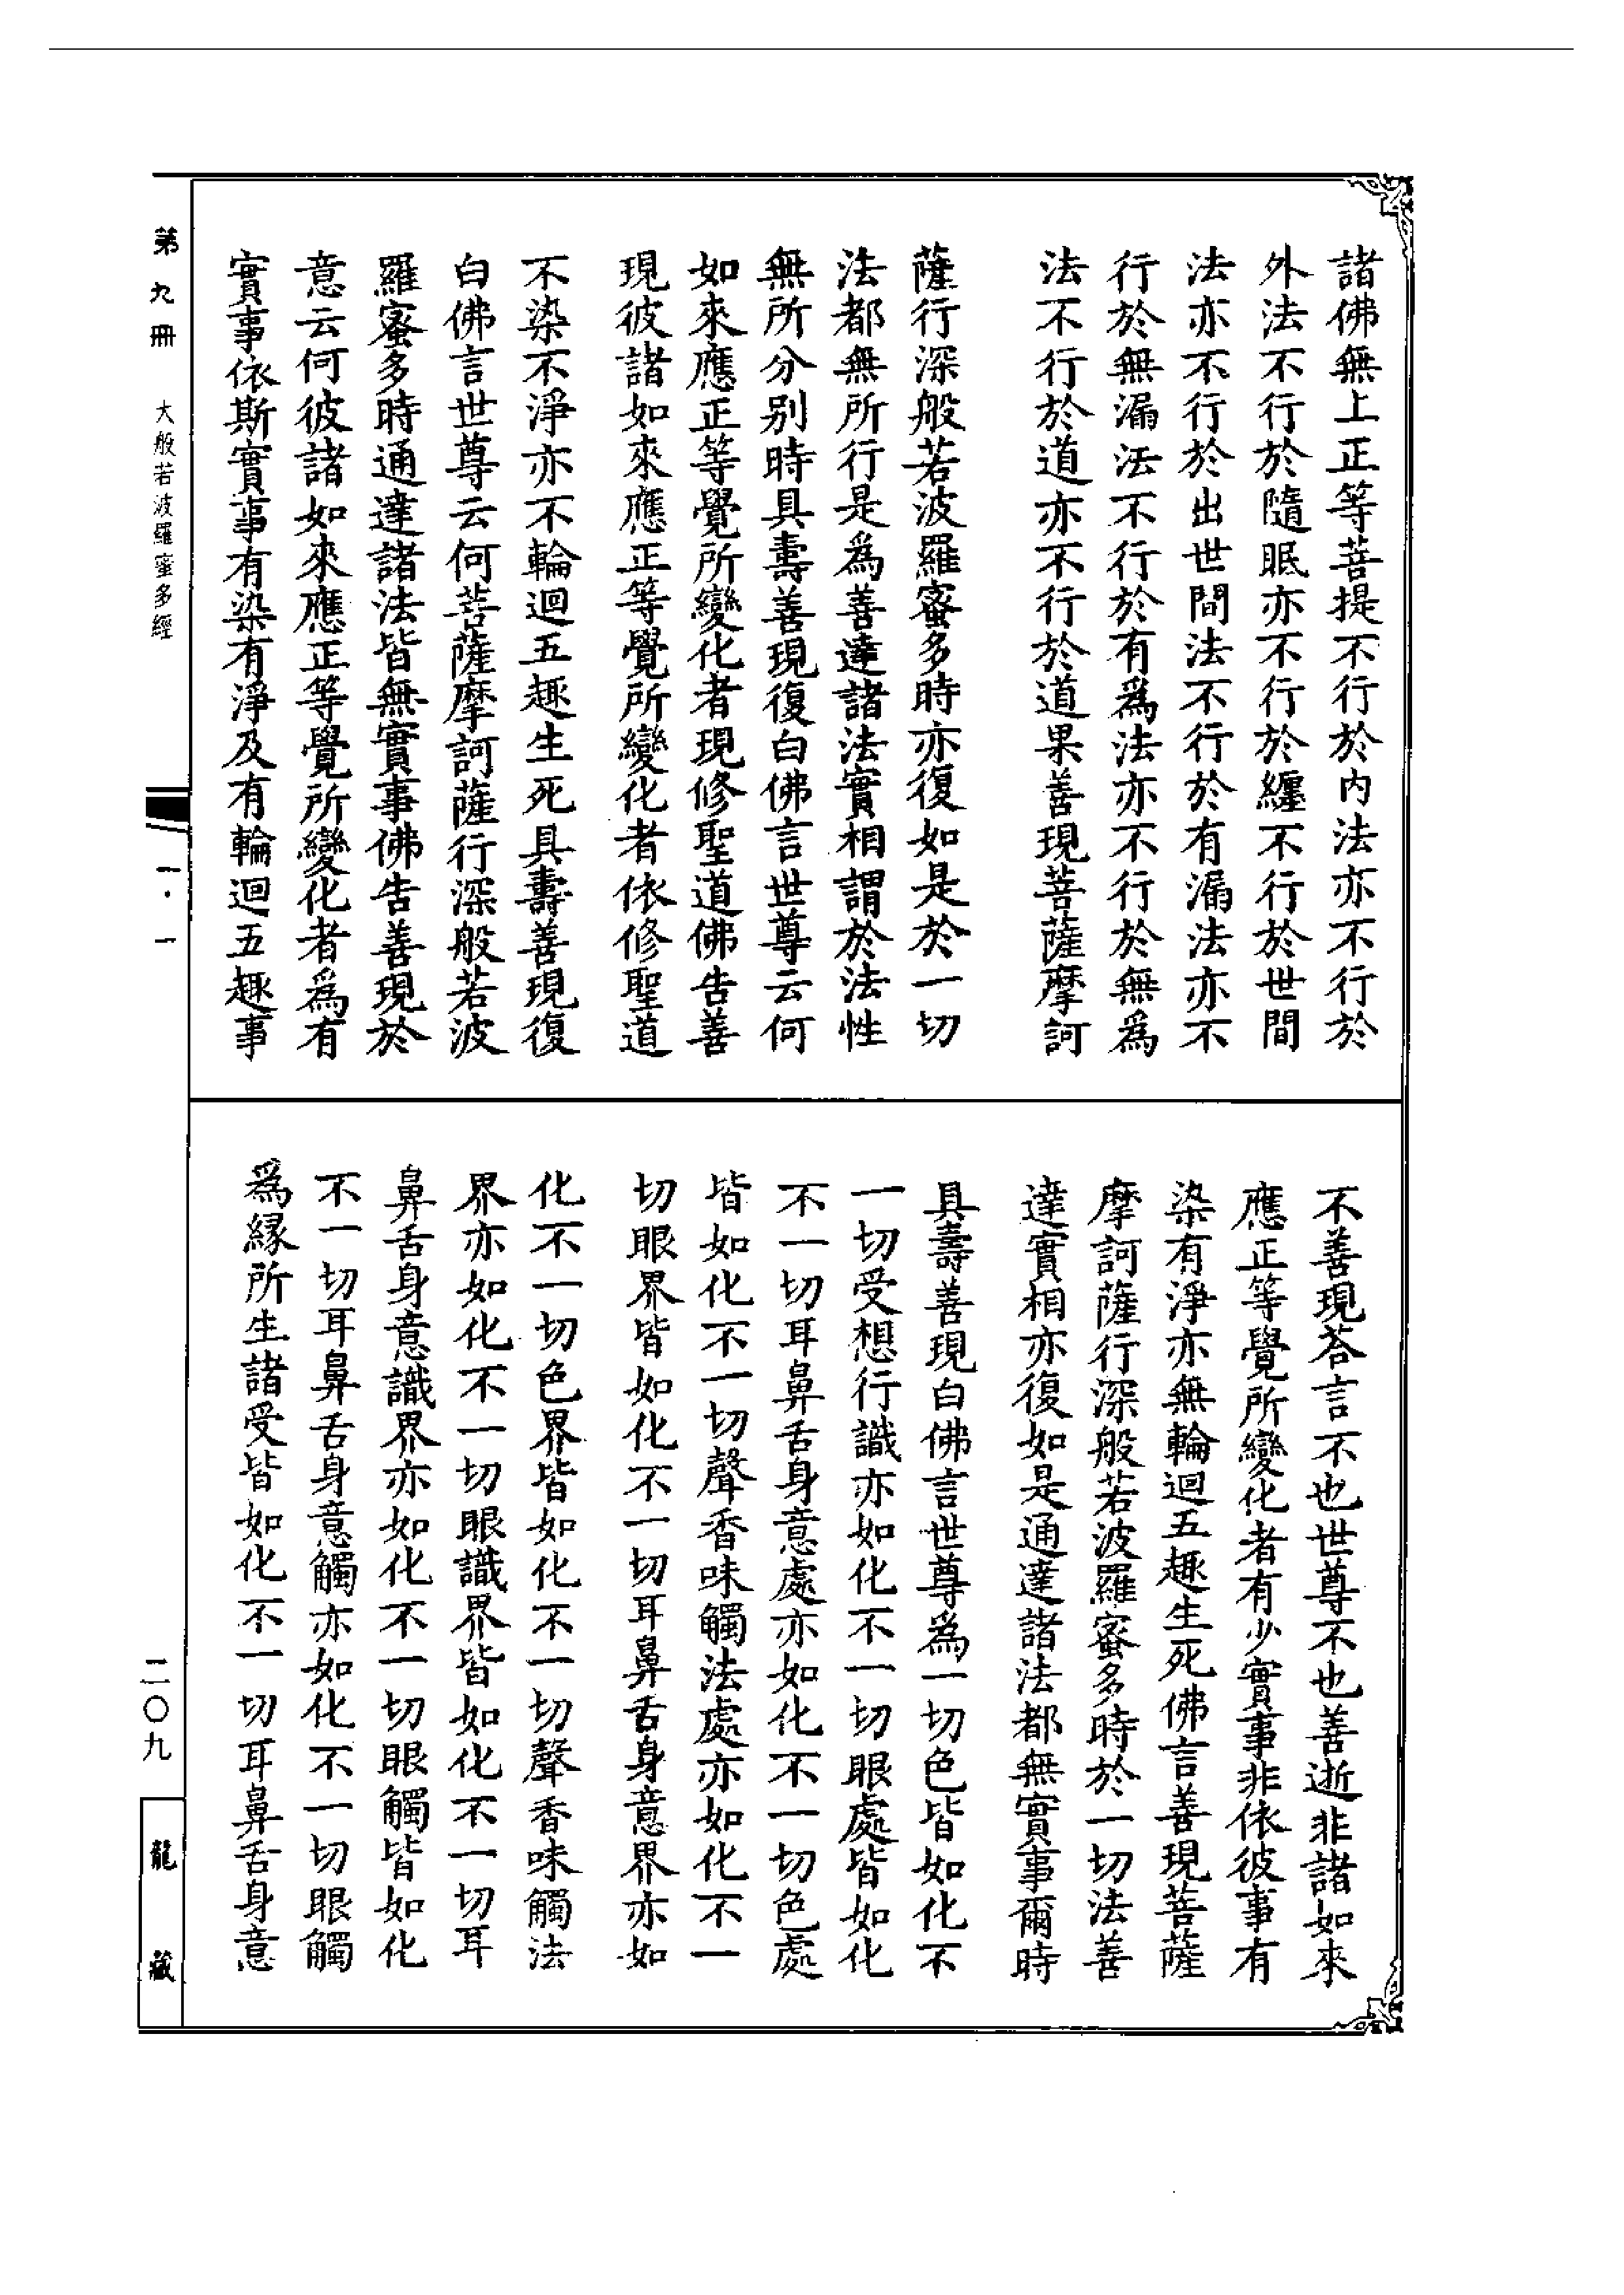 諸佛無上正等菩提不行於内法亦不行於
外法不行於隨眠亦不行於纏不行於世間
法亦不行於出世間法不行於有漏法亦不
行於無漏法不行於有爲法亦不行於無爲
法不行於道亦不行於道果善現菩薩摩訶
薩行深般若波羅蜜多時亦復如是於一切
法都無所行是爲善達諸法實相謂於法性
無所分别時具壽善現復白佛言世尊云何
如來應正等覺所變化者現修聖道佛告善
現彼諸如來應正等覺所變化者依修聖道
不染不淨亦不輪迴五趣生死具壽善現復
白佛言世尊云何菩薩摩訶薩行深般若波
羅蜜多時通達諸法皆無實事佛告善現於
意云何彼諸如來應正等覺所變化者爲有
實事依斯實事有染有淨及有輪迴五趣事
不善現荅言不也世尊不也善逝非諸如來
應正等覺所變化者有少實事非依彼事有
染有淨亦無輪迴五趣生死佛言善現菩薩
摩訶薩行深般若波羅蜜多時於一切法善
達實相亦復如是通達諸法都無實事爾時
具壽善現白佛言世尊為一切色皆如化不
一切受想行識亦如化不一切眼處皆如化
不一切耳鼻舌身意處亦如化不一切色處
皆如化不一切聲香味觸法處亦如化不一
切眼界皆如化不一切耳鼻舌身意界亦如
化不一切色界皆如化不一切聲香味觸法
界亦如化不一切眼識界皆如化不一切耳
鼻舌身意識界亦如化不一切眼觸皆如化
不一切耳鼻舌身意觸亦如化不一切眼觸
爲緣所生諸受皆如化不一切耳鼻舌身意
第九冊 大般若波羅蜜多經 一·一 二〇九 龍藏